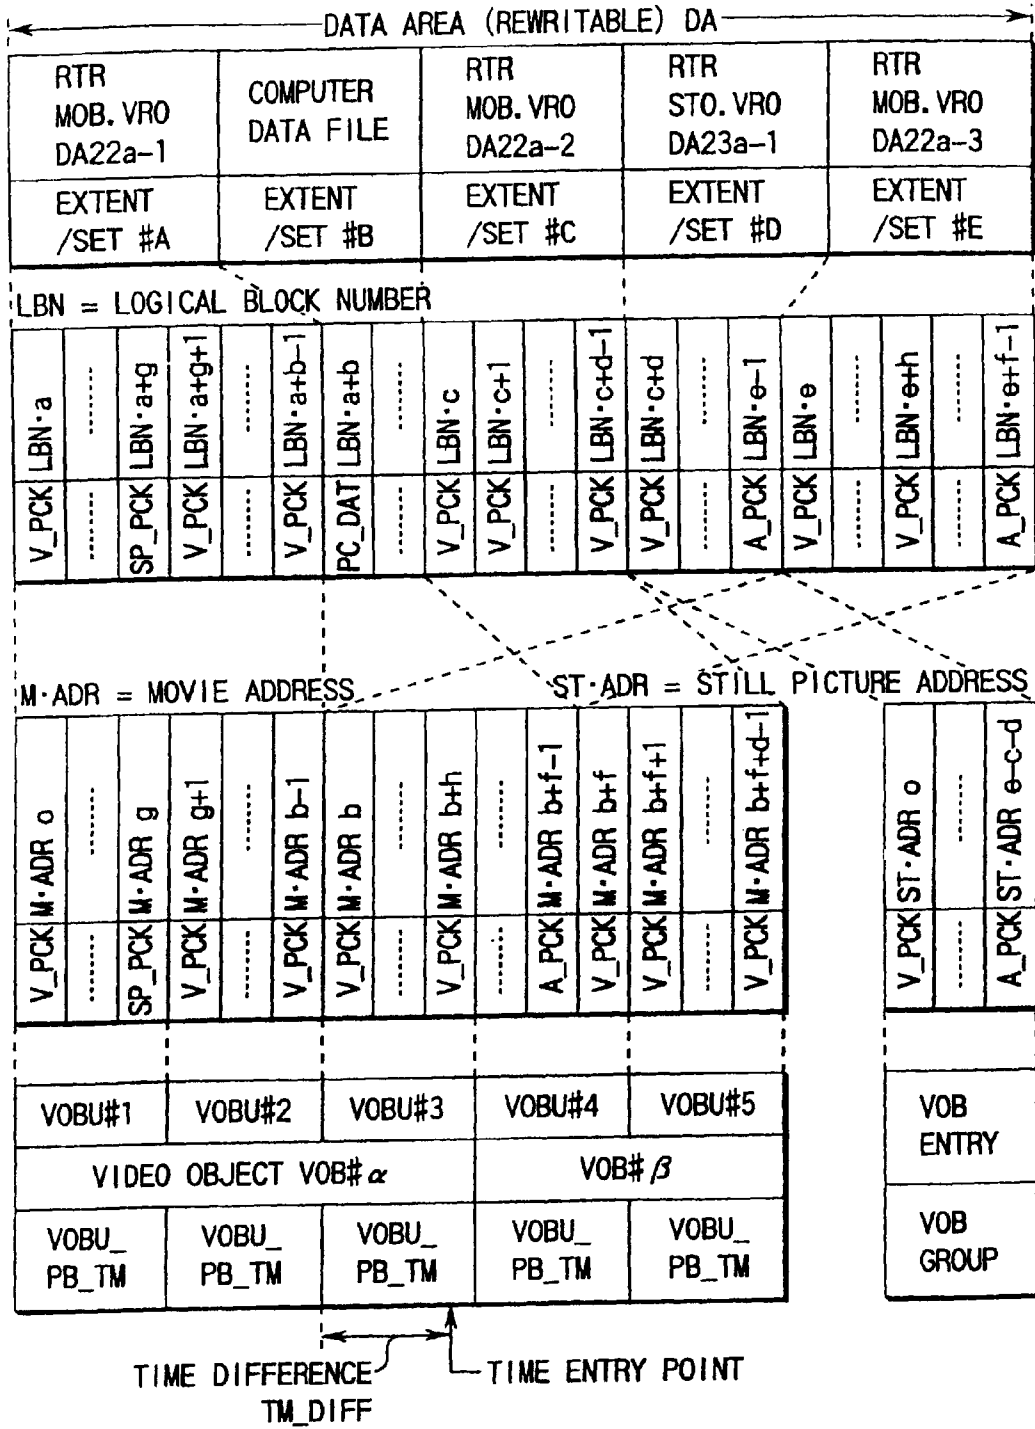 DATA AREA (REWRITABLE) DA
RTR
MOB.VRO
DA22a-1
COMPUTER
DATA FILE
RTR
MOB.VRO
DA22a-2
RTR
STO.VRO
DA23a-1
RTR
MOB.VRO
DA22a-3
EXTENT
/SET #A
EXTENT
/SET #B
EXTENT
/SET #C
EXTENT
/SET #D
EXTENT
/SET #E
LBN = LOGICAL BLOCK NUMBER
V_PCK LBN·a
SP_PCK LBN·a+g
V_PCK LBN·a+g+1
V_PCK LBN·a+b-1
PC_DAT LBN·a+b
V_PCK LBN·c
V_PCK LBN·c+1
V_PCK LBN·c+d-1
V_PCK LBN·c+d
A_PCK LBN·e-1
V_PCK LBN·e
V_PCK LBN·e+h
A_PCK LBN·e+f-1
M·ADR = MOVIE ADDRESS
ST·ADR = STILL PICTURE ADDRESS
V_PCK M·ADR o
SP_PCK M·ADR g
V_PCK M·ADR g+1
V_PCK M·ADR b-1
V_PCK M·ADR b
V_PCK M·ADR b+h
A_PCK M·ADR b+f-1
V_PCK M·ADR b+f
V_PCK M·ADR b+f+1
V_PCK M·ADR b+f+d-1
V_PCK ST·ADR o
A_PCK ST·ADR e-c-d
VOBU#1
VOBU#2
VOBU#3
VOBU#4
VOBU#5
VOB
ENTRY
VIDEO OBJECT VOB#α
VOB#β
VOBU_
PB_TM
VOBU_
PB_TM
VOBU_
PB_TM
VOBU_
PB_TM
VOBU_
PB_TM
VOB
GROUP
TIME DIFFERENCE
TM_DIFF
TIME ENTRY POINT